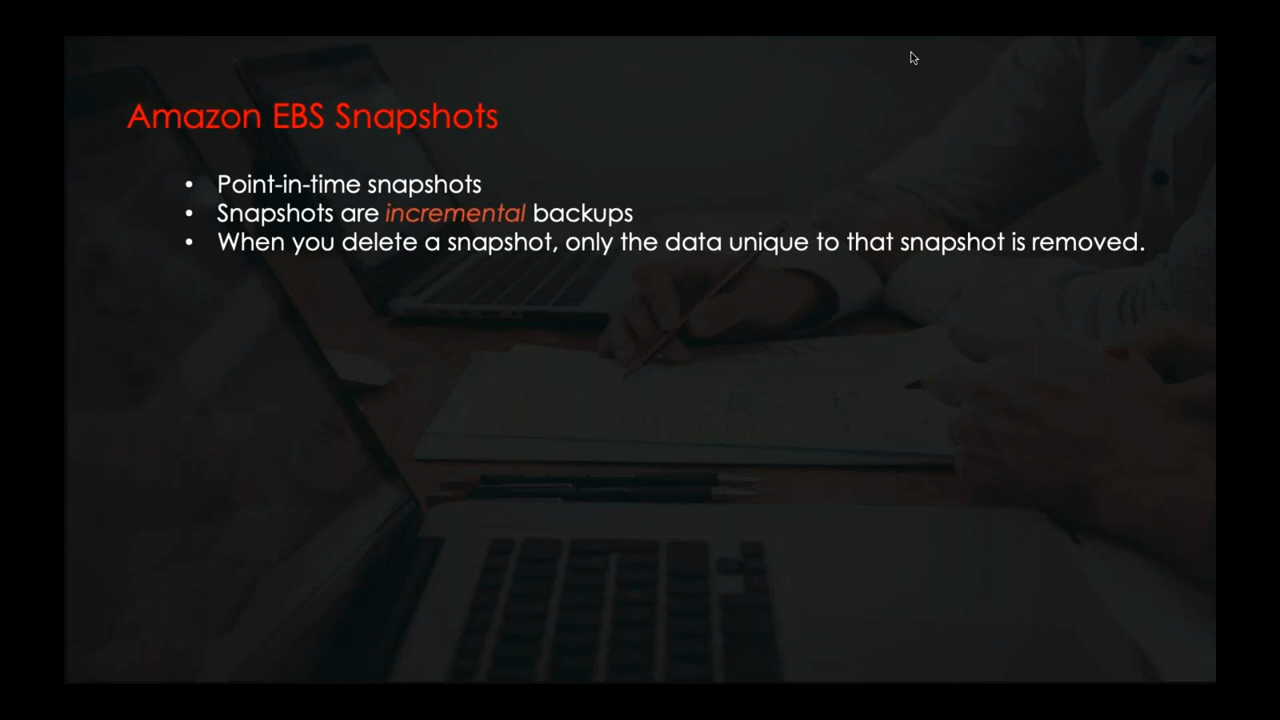 Amazon EBS Snapshots
• Point-in-time snapshots
• Snapshots are incremental backups
• When you delete a snapshot, only the data unique to that snapshot is removed.